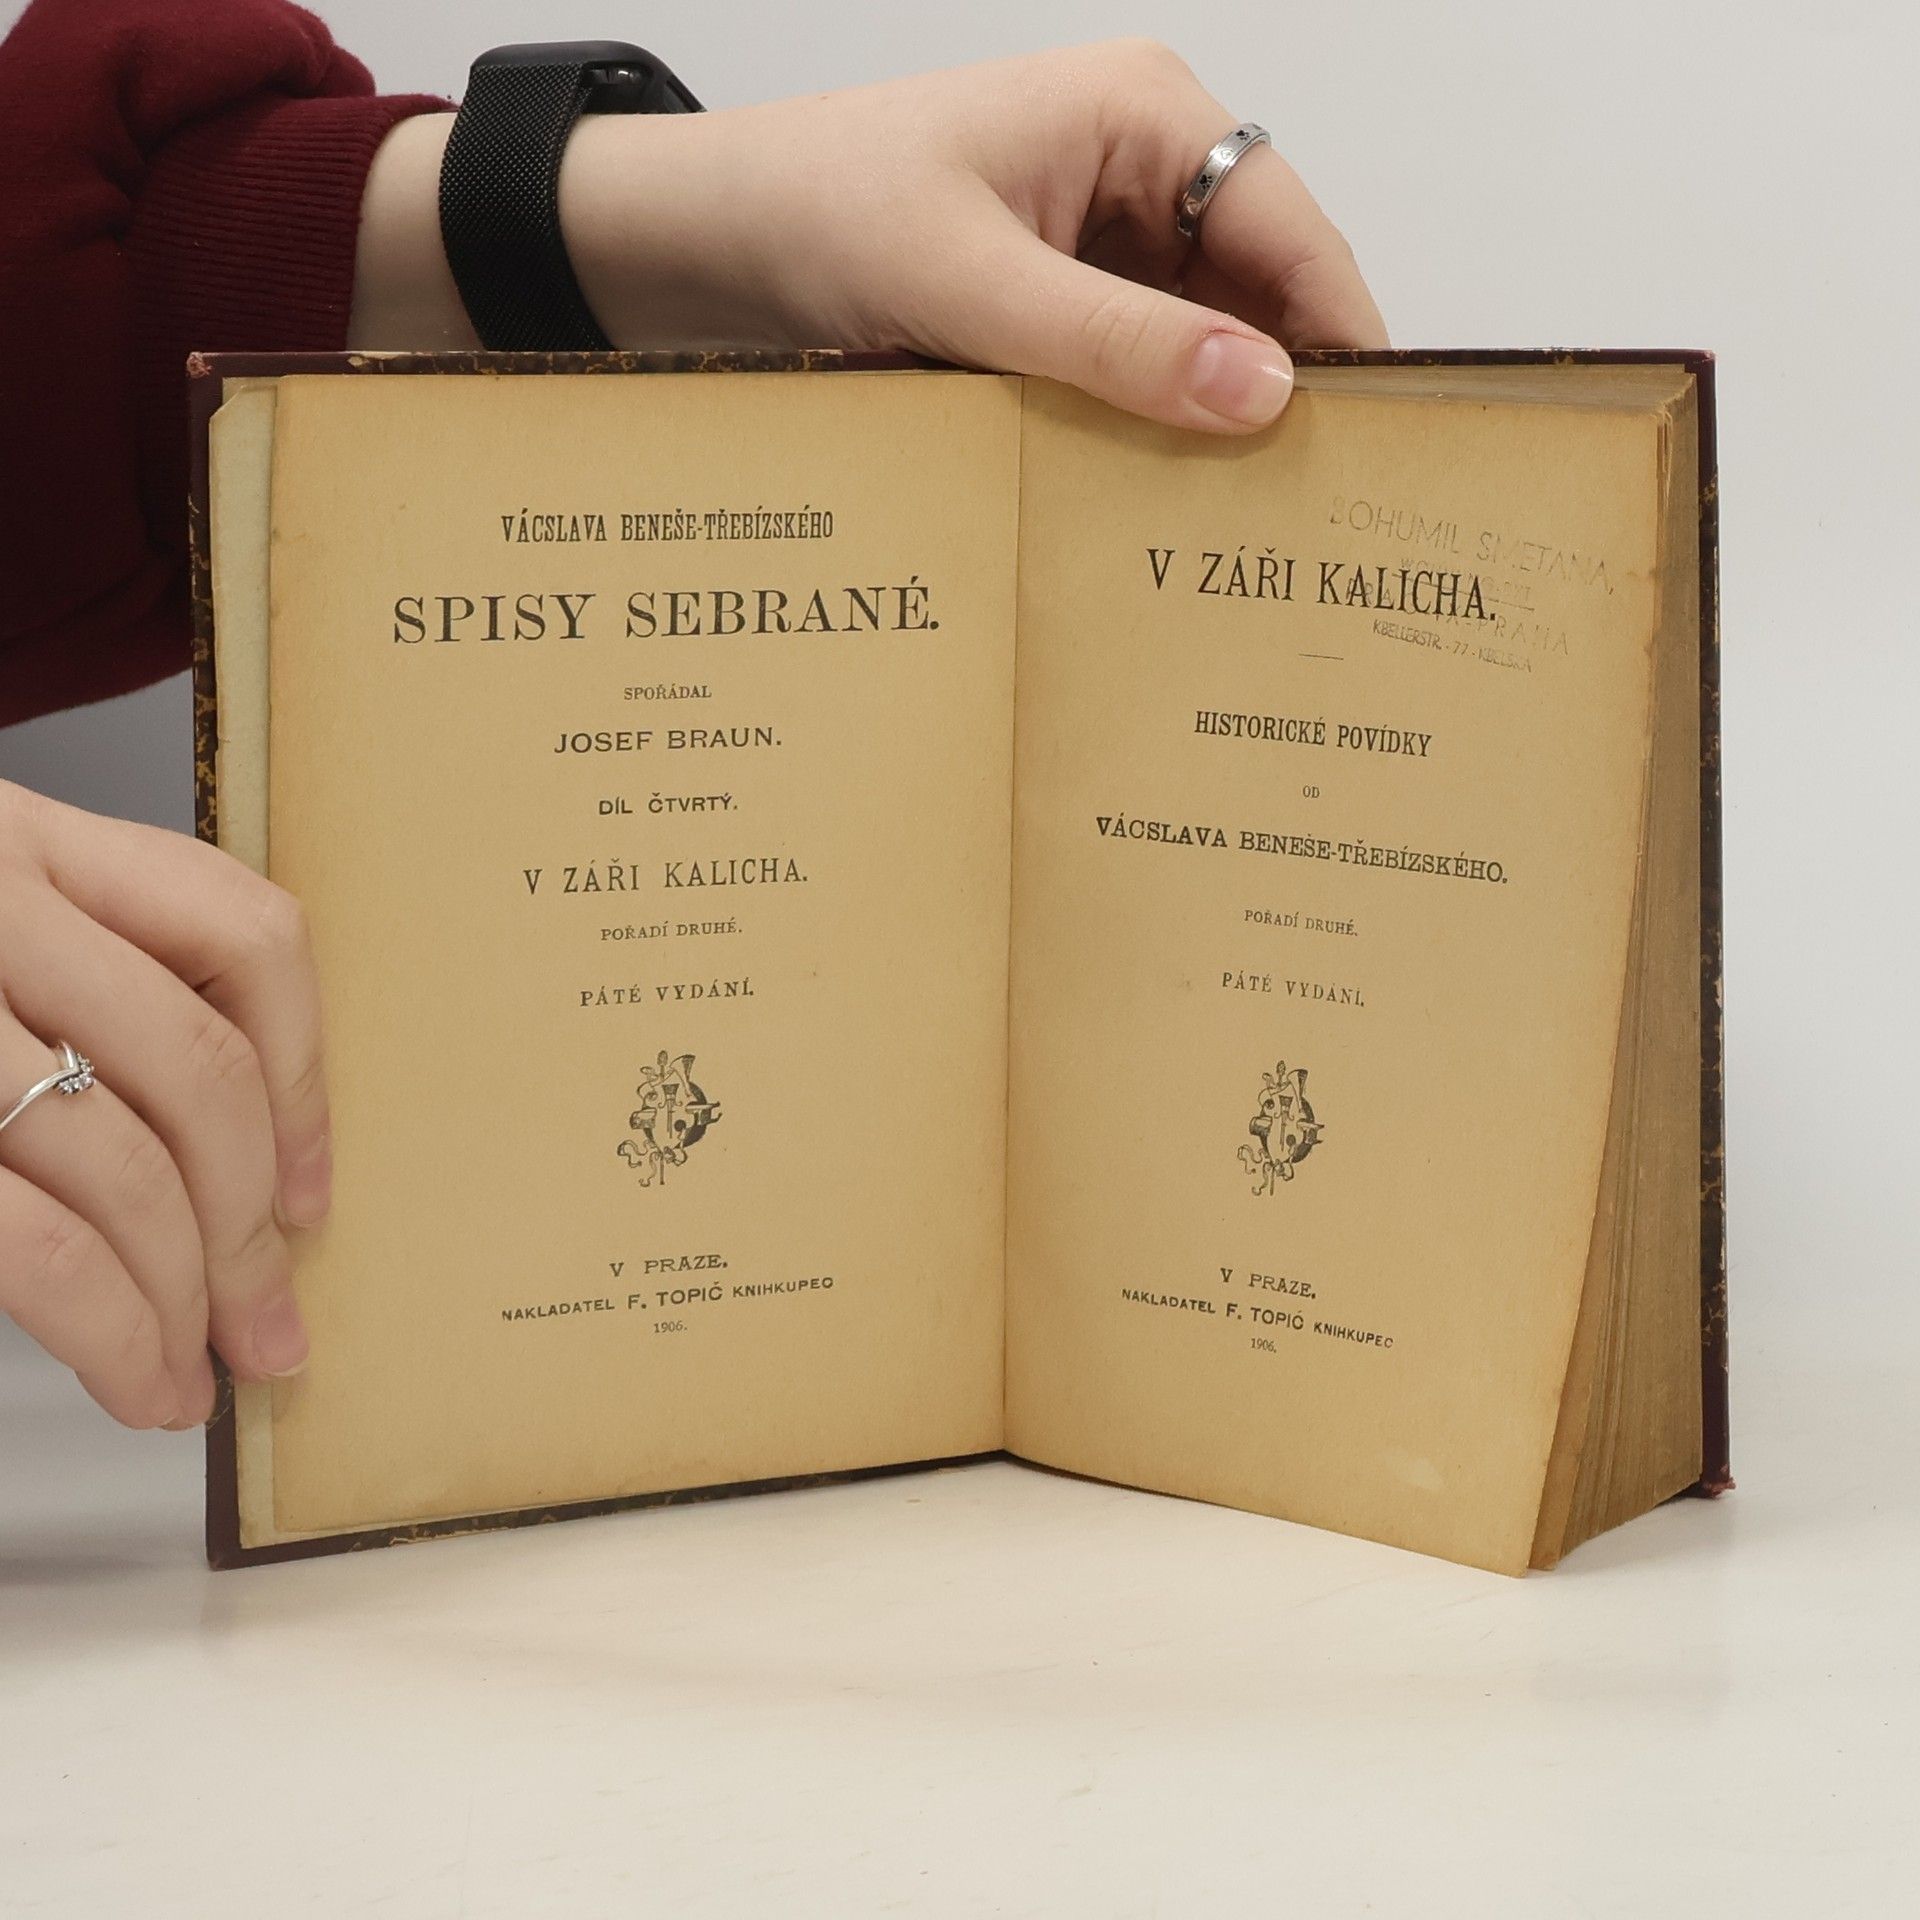 VÁCSLAVA BENEŠE-TŘEBÍZSKÉHO
SPISY SEBRANÉ.
SPOŘÁDAL
JOSEF BRAUN.
DÍL ČTVRTÝ.
V ZÁŘI KALICHA.
POŘADÍ DRUHÉ.
PÁTÉ VYDÁNÍ.
V PRAZE.
NAKLADATEL F. TOPIČ KNIHKUPEC
1906.
BOHUMIL SMETANA,
V ZÁŘI KALICHA.
KBELLERSTR. - 77 - KBELSKÁ
HISTORICKÉ POVÍDKY
OD
VÁCSLAVA BENEŠE-TŘEBÍZSKÉHO.
POŘADÍ DRUHÉ.
PÁTÉ VYDÁNÍ.
V PRAZE.
NAKLADATEL F. TOPIČ KNIHKUPEC
1906.